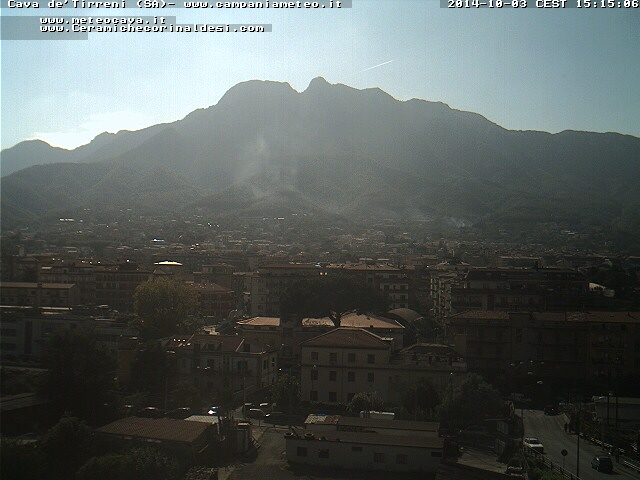 Cava de'Tirreni (SA)- www.campaniameteo.it
2014-10-03 CEST 15:15:06
www.meteocava.it
www.Ceramichecorinaldesi.com